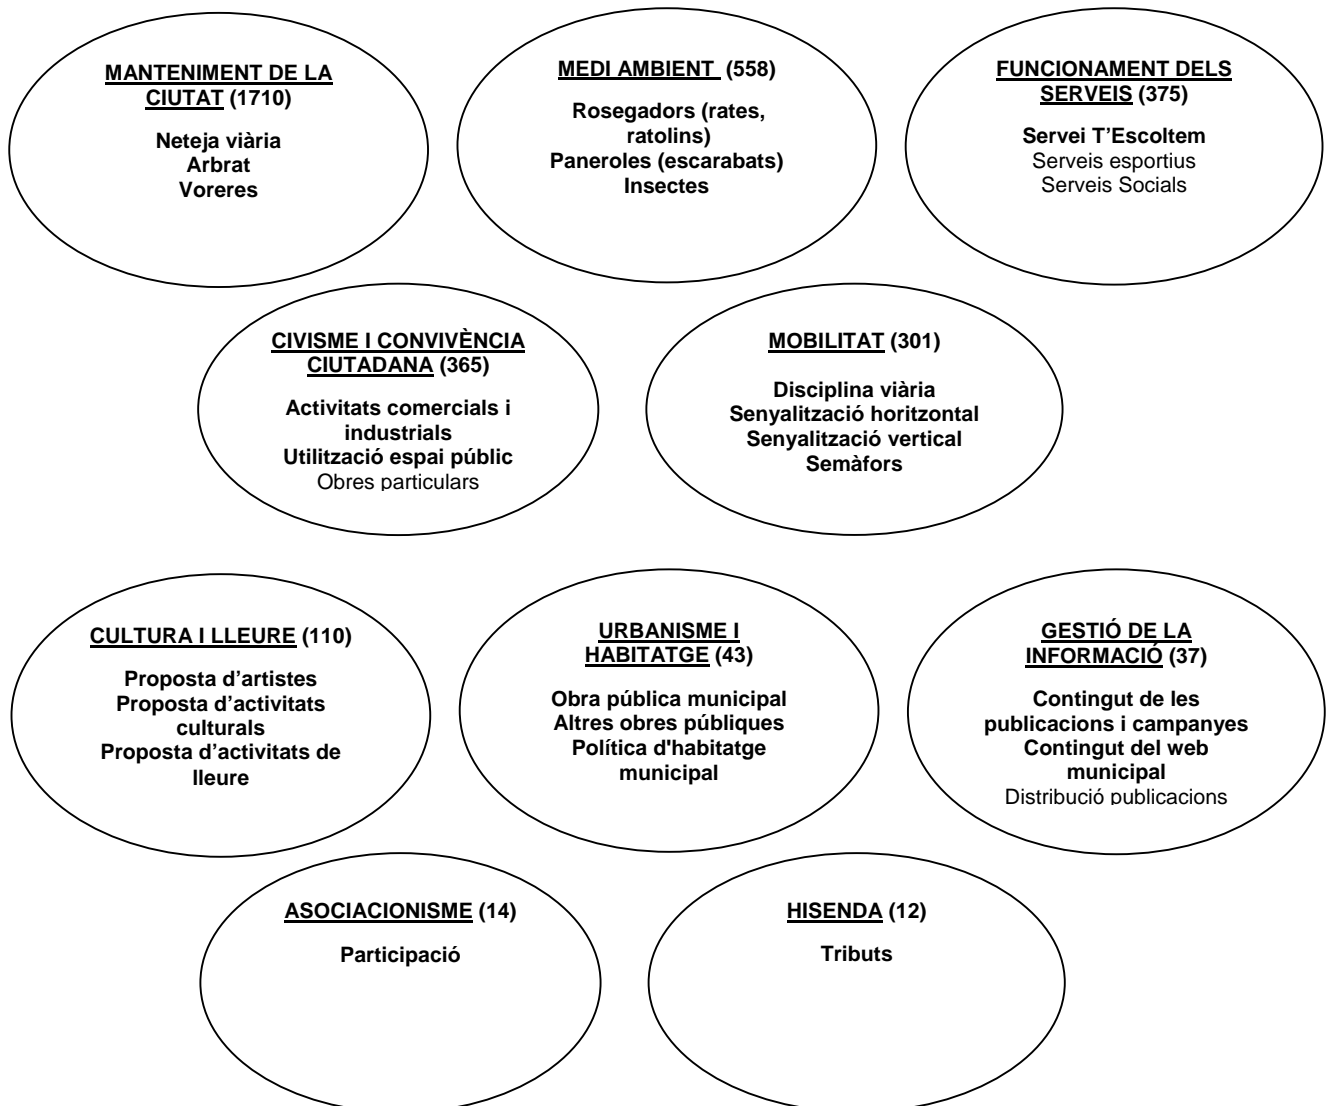 MANTENIMENT DE LA
CIUTAT (1710)
Neteja viària
Arbrat
Voreres
MEDI AMBIENT  (558)
Rosegadors (rates,
ratolins)
Paneroles (escarabats)
Insectes
FUNCIONAMENT DELS
SERVEIS (375)
Servei T’Escoltem
Serveis esportius
Serveis Socials
CIVISME I CONVIVÈNCIA
CIUTADANA (365)
Activitats comercials i
industrials
Utilització espai públic
Obres particulars
MOBILITAT (301)
Disciplina viària
Senyalització horitzontal
Senyalització vertical
Semàfors
CULTURA I LLEURE (110)
Proposta d’artistes
Proposta d’activitats
culturals
Proposta d’activitats de
lleure
URBANISME I
HABITATGE (43)
Obra pública municipal
Altres obres públiques
Política d'habitatge
municipal
GESTIÓ DE LA
INFORMACIÓ (37)
Contingut de les
publicacions i campanyes
Contingut del web
municipal
Distribució publicacions
ASOCIACIONISME (14)
Participació
HISENDA (12)
Tributs